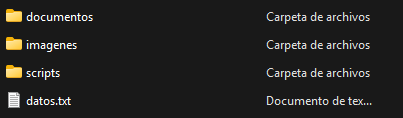 documentos Carpeta de archivos
imagenes Carpeta de archivos
scripts Carpeta de archivos
datos.txt Documento de tex...